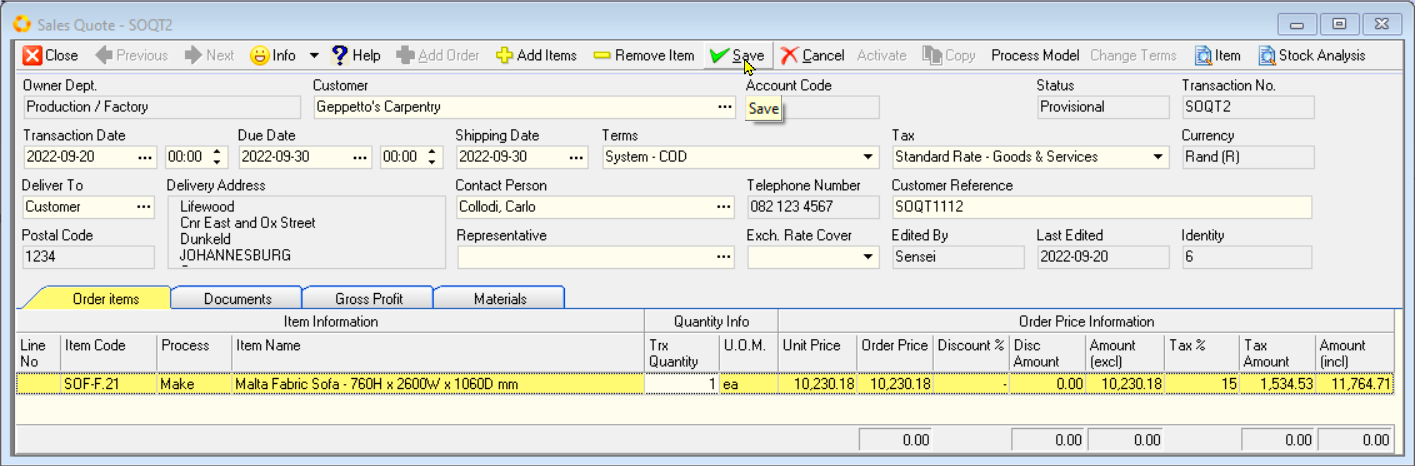 Sales Quote - SOQT2
Close Previous Next Info Help Add Order Add Items Remove Item Save Cancel Activate Copy Process Model Change Terms Item Stock Analysis
Owner Dept. Customer Account Code Status Transaction No.
Production / Factory Geppetto's Carpentry ... Save Provisional SOQT2
Transaction Date Due Date Shipping Date Terms Tax Currency
2022-09-20 ... 00:00 2022-09-30 ... 00:00 2022-09-30 ... System - COD Standard Rate - Goods & Services Rand (R)
Deliver To Delivery Address Contact Person Telephone Number Customer Reference
Customer ... Lifewood Collodi, Carlo ... 082 123 4567 SOQT1112
Cnr East and Ox Street
Postal Code Dunkeld Representative Exch. Rate Cover Edited By Last Edited Identity
1234 JOHANNESBURG ... Sensei 2022-09-20 6
Order items Documents Gross Profit Materials
Item Information Quantity Info Order Price Information
Line No Item Code Process Item Name Trx Quantity U.O.M. Unit Price Order Price Discount % Disc Amount Amount (excl) Tax % Tax Amount Amount (incl)
SOF-F.21 Make Malta Fabric Sofa - 760H x 2600W x 1060D mm 1 ea 10,230.18 10,230.18 - 0.00 10,230.18 15 1,534.53 11,764.71
0.00 0.00 0.00 0.00 0.00